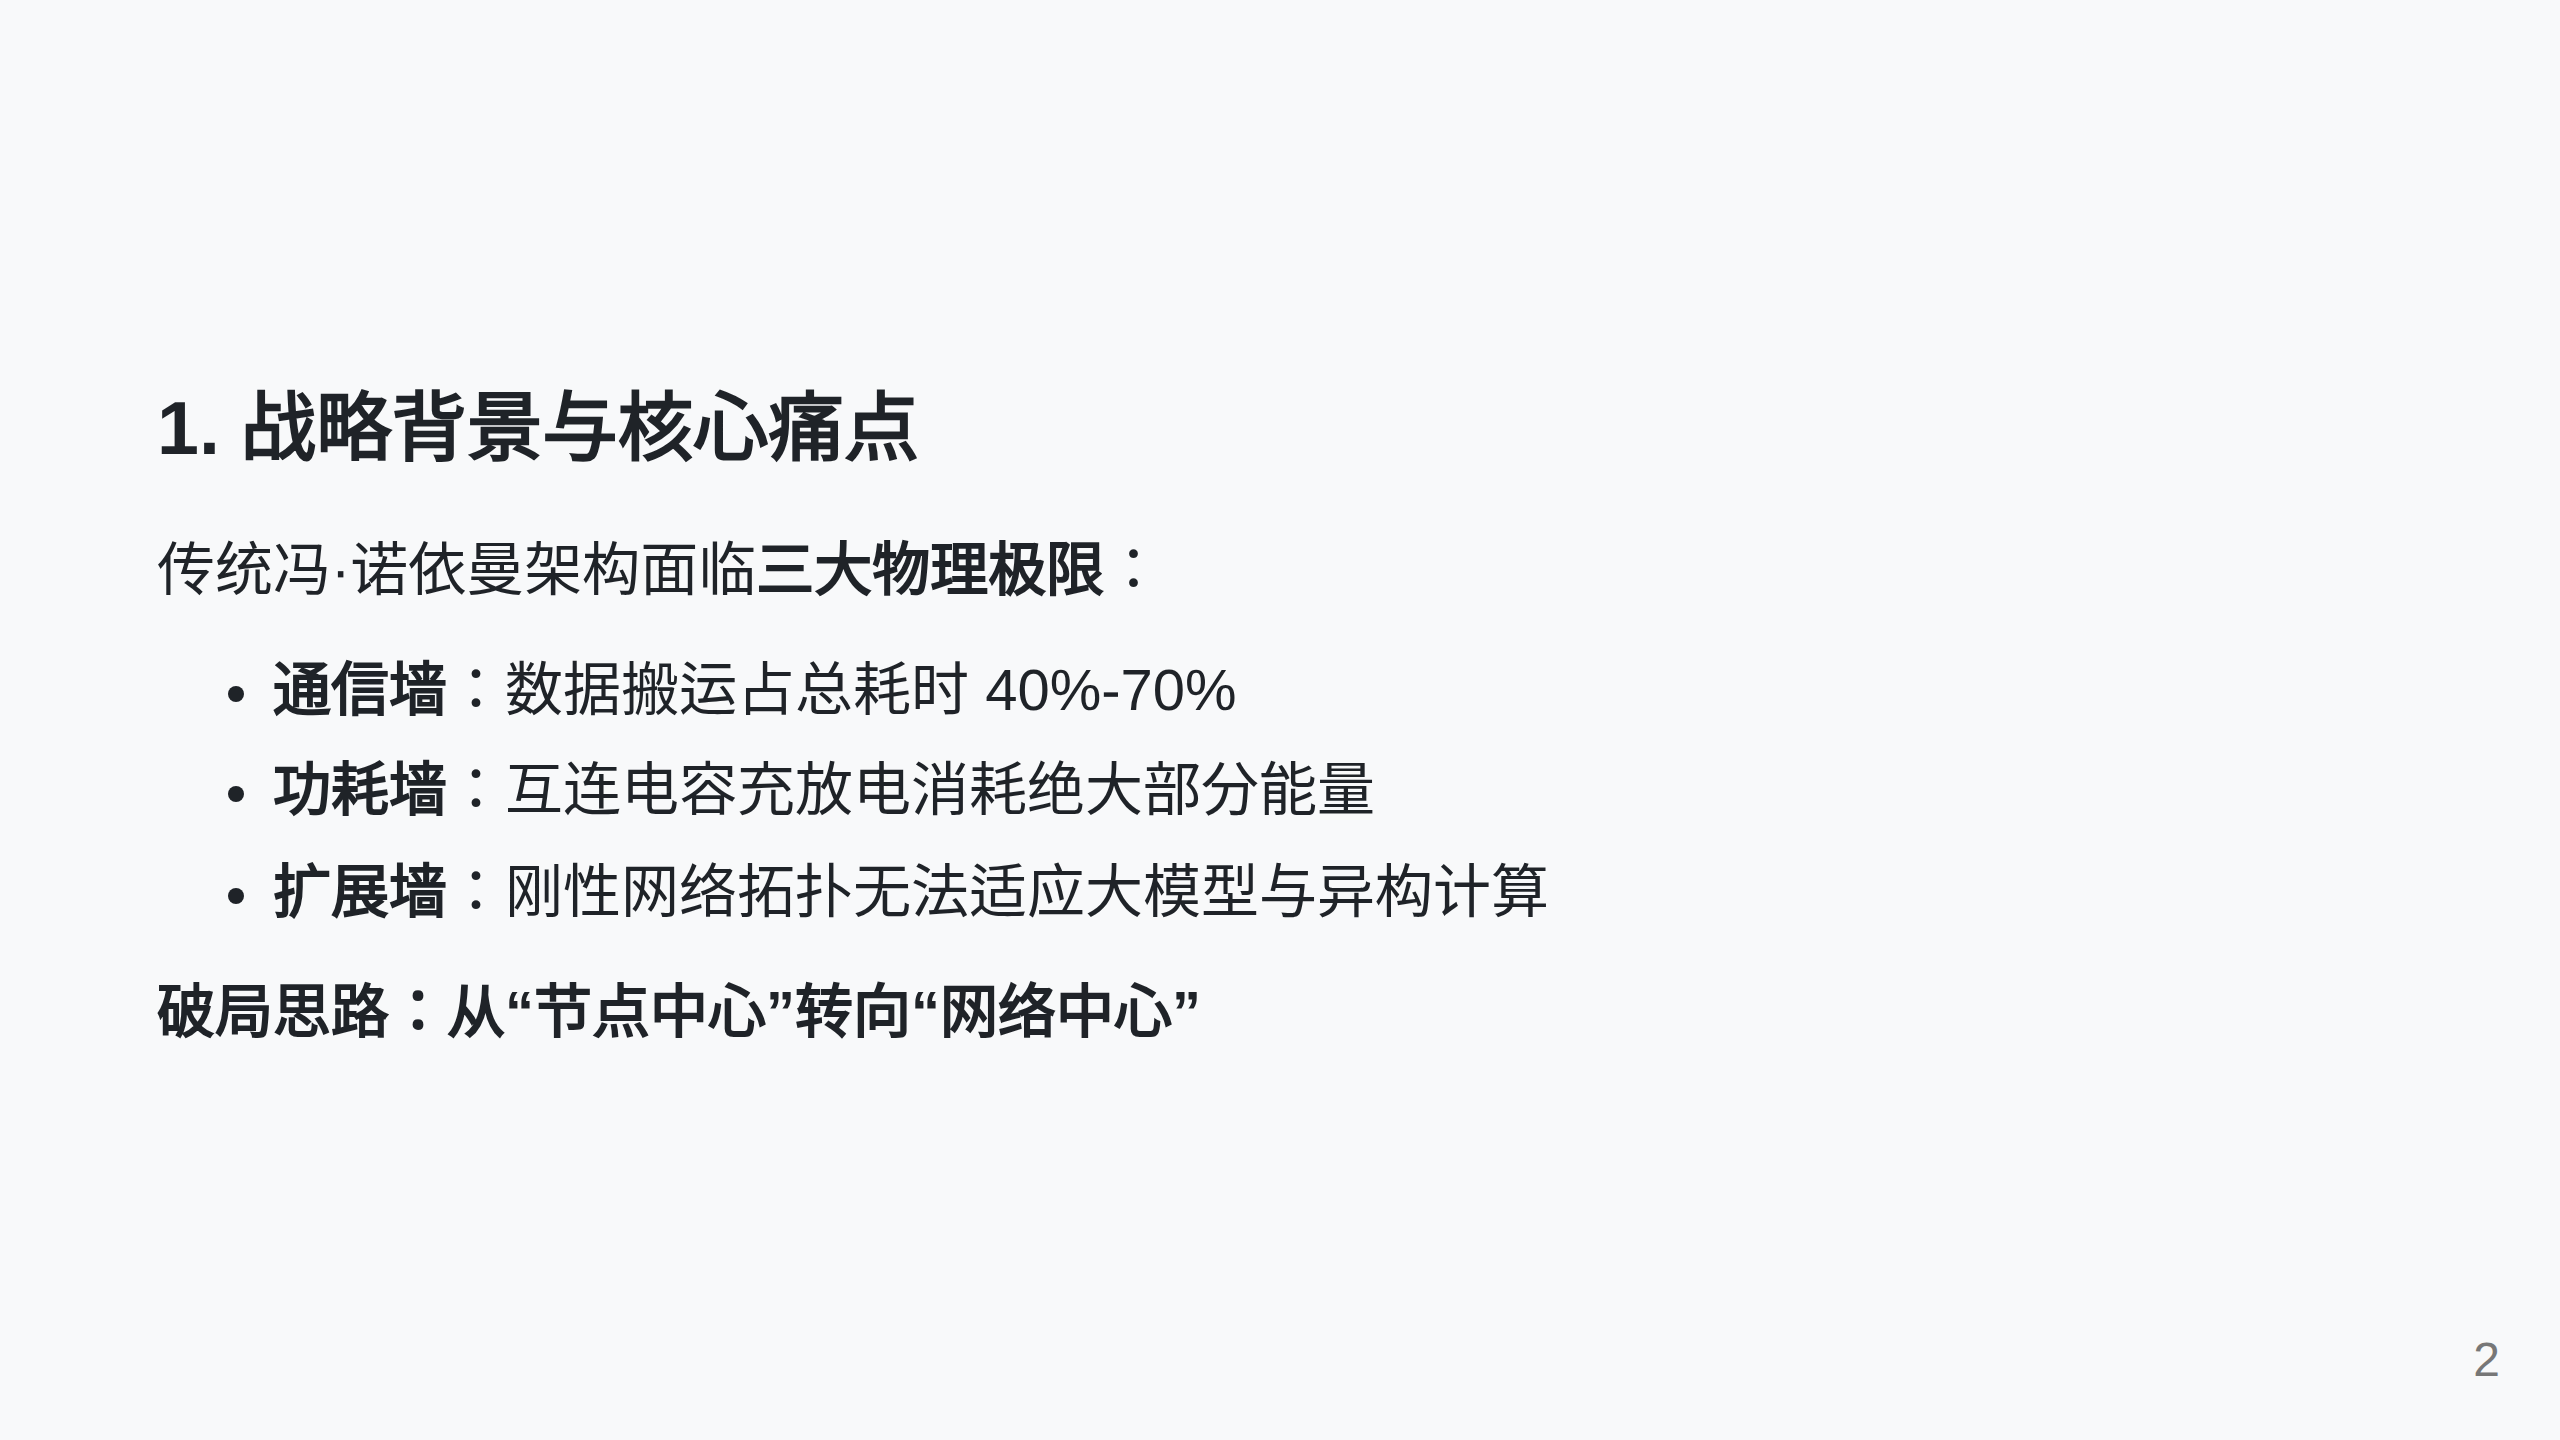 1. 战略背景与核心痛点
传统冯·诺依曼架构面临三大物理极限：
• 通信墙：数据搬运占总耗时 40%-70%
• 功耗墙：互连电容充放电消耗绝大部分能量
• 扩展墙：刚性网络拓扑无法适应大模型与异构计算
破局思路：从“节点中心”转向“网络中心”
2